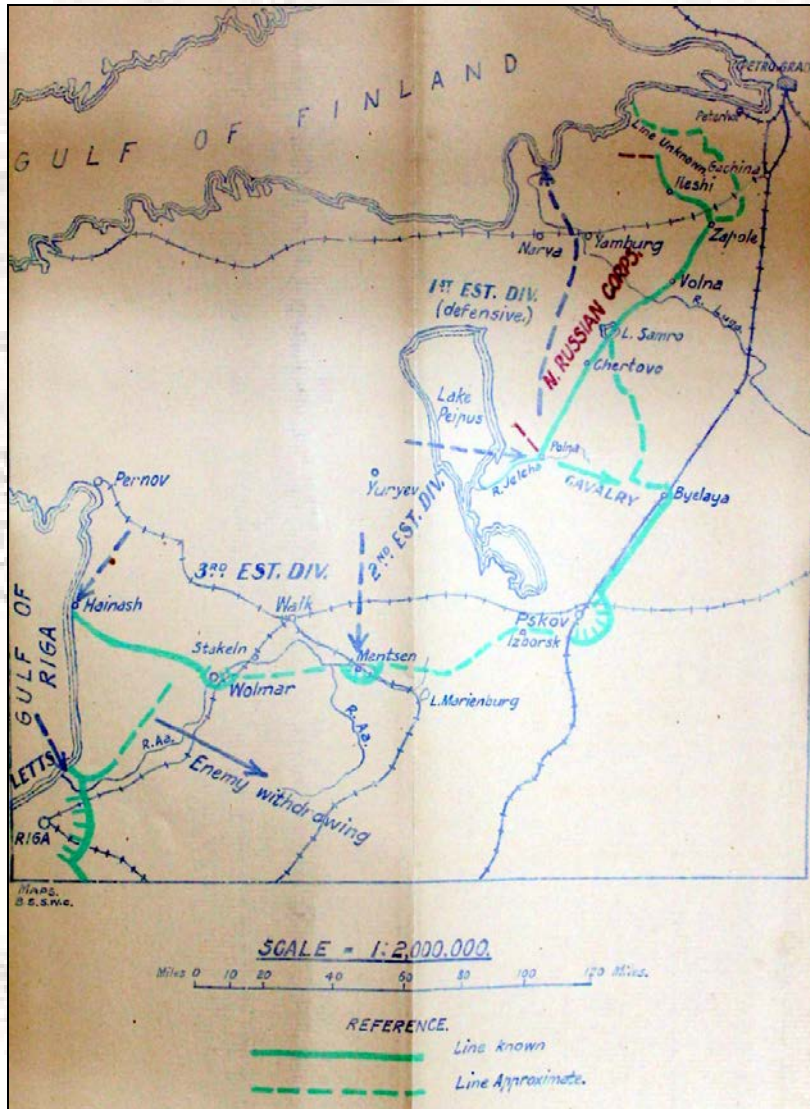 GULF OF FINLAND
PETROGRAD
Peterhof
Line Unknown
Gachina
Ileshi
Zapole
Narva
Yamburg
Volna
R. Luga
1ST EST. DIV.
(defensive.)
N. RUSSIAN CORPS.
L. Samro
Chertovo
Lake
Peipus
Polna
R. Jelcha
CAVALRY
Byelaya
Yuryev
Pernov
2ND EST. DIV.
3RD EST. DIV.
Hainash
Walk
Pskov
Izborsk
Stakeln
Mentsen
Wolmar
L. Marienburg
GULF OF
RIGA
R. Aa.
R. Aa.
Enemy withdrawing
LETTS
RIGA
MAPS.
SCALE = 1:2,000,000.
Miles 0 10 20 40 60 80 100 120 Miles.
REFERENCE.
Line known
Line Approximate.